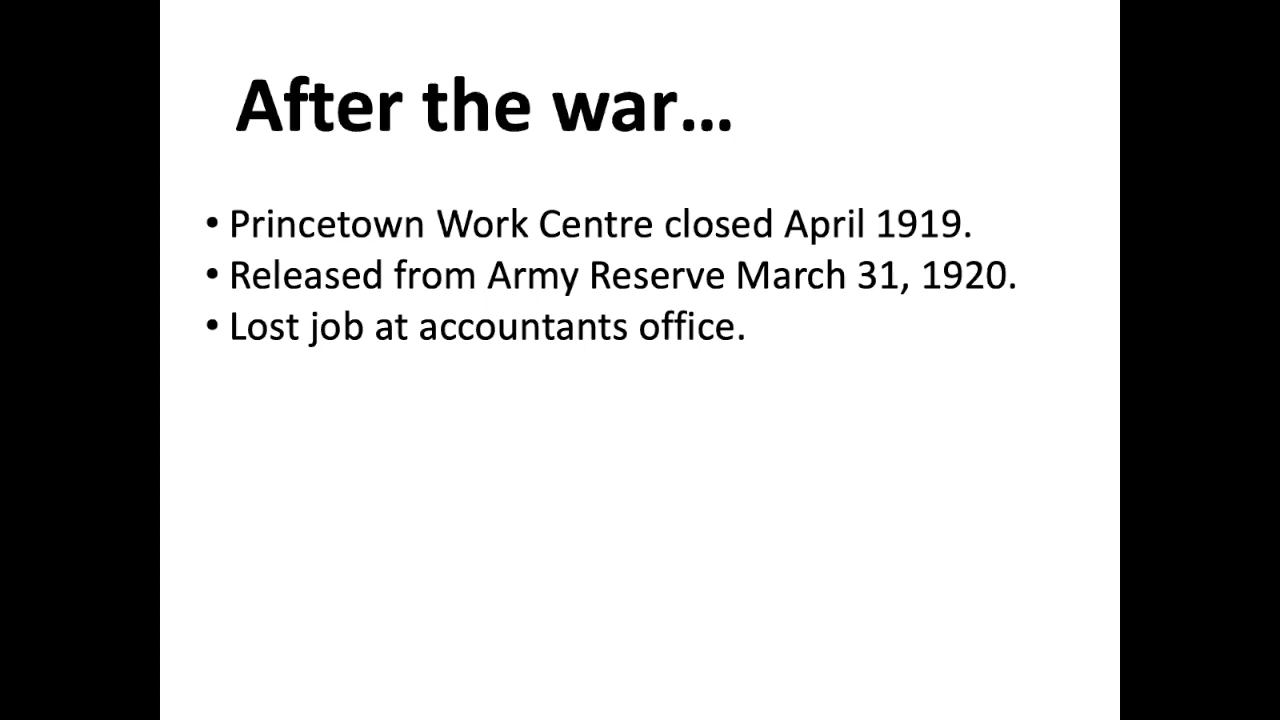 After the war…
• Princetown Work Centre closed April 1919.
• Released from Army Reserve March 31, 1920.
• Lost job at accountants office.